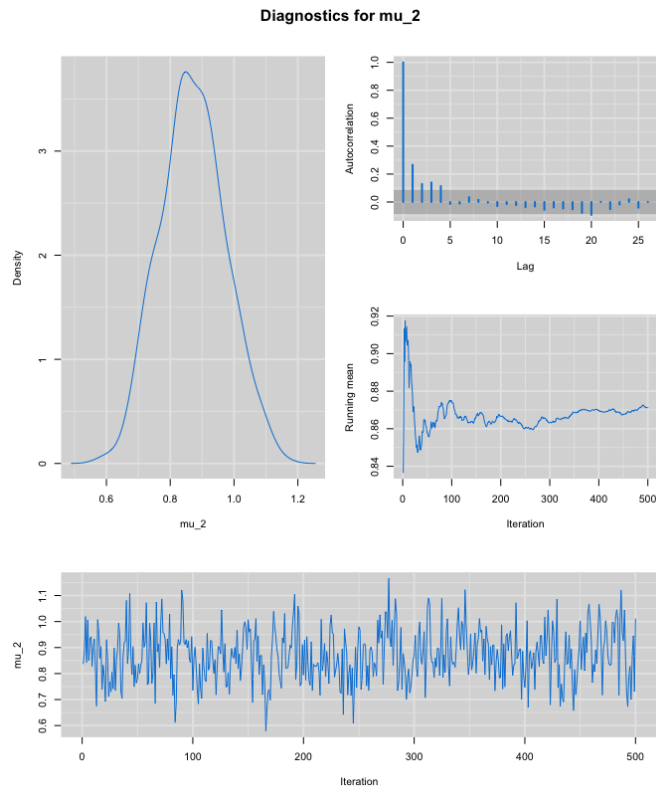 Diagnostics for mu_2
Density
0
1
2
3
0.6 0.8 1.0 1.2
mu_2
Autocorrelation
1.0
0.8
0.6
0.4
0.2
0.0
0 5 10 15 20 25
Lag
Running mean
0.92
0.90
0.88
0.86
0.84
0 100 200 300 400 500
Iteration
mu_2
1.1
1.0
0.9
0.8
0.7
0.6
0 100 200 300 400 500
Iteration